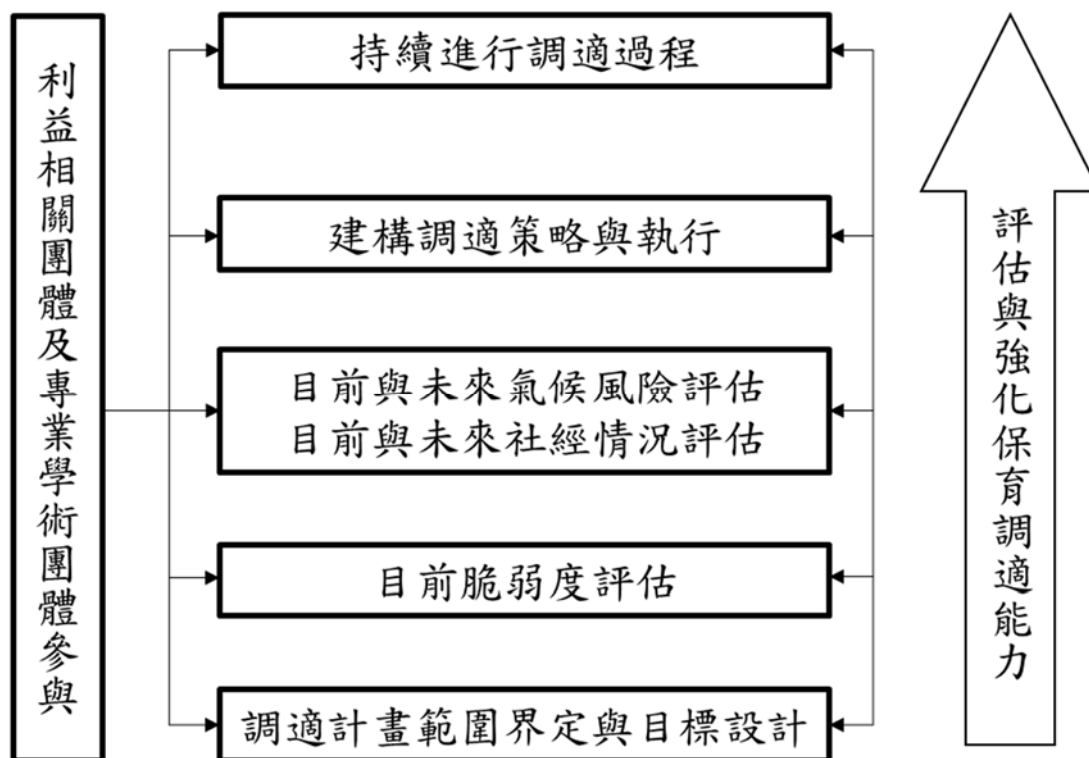 利益相關團體及專業學術團體參與
持續進行調適過程
建構調適策略與執行
目前與未來氣候風險評估
目前與未來社經情況評估
目前脆弱度評估
調適計畫範圍界定與目標設計
評估與強化保育調適能力